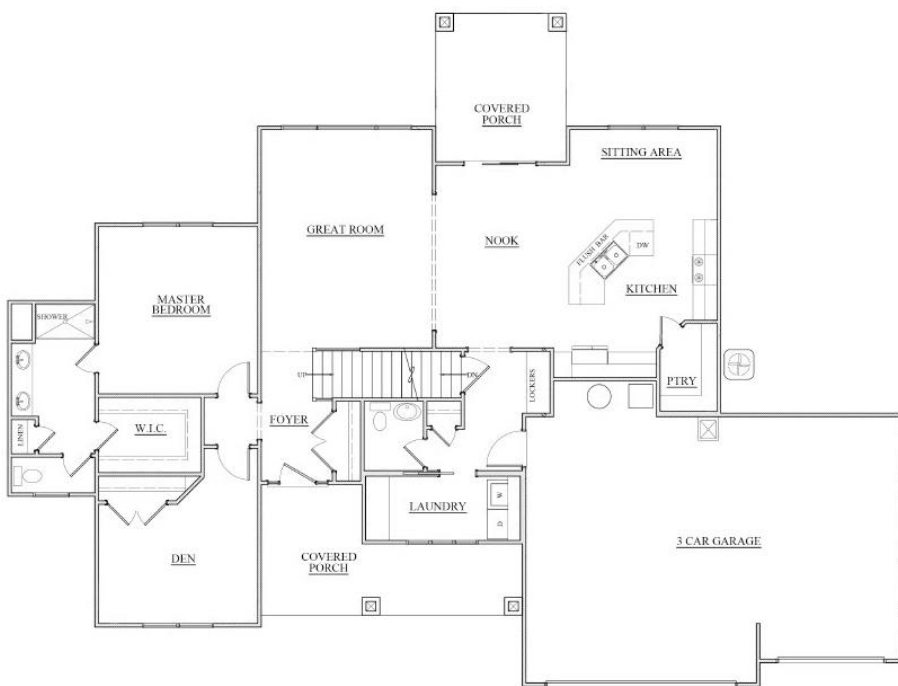 COVERED
PORCH
SITTING AREA
GREAT ROOM
NOOK
FLUSH BAR
DW
KITCHEN
MASTER
BEDROOM
SHOWER
UP
DN
LOCKERS
PTRY
FOYER
W.I.C.
LINEN
LAUNDRY
W
D
DEN
COVERED
PORCH
3 CAR GARAGE